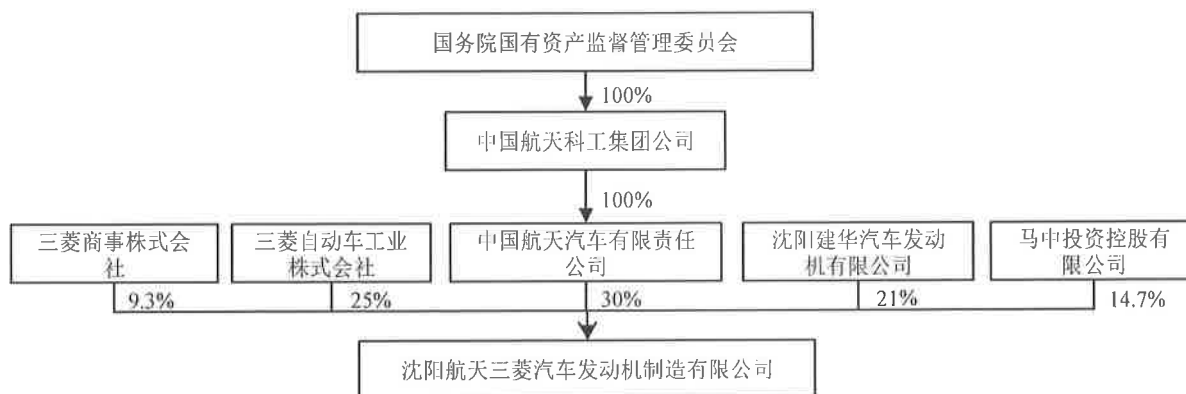 国务院国有资产监督管理委员会
100%
中国航天科工集团公司
100%
三菱商事株式会
社
三菱自动车工业
株式会社
中国航天汽车有限责任
公司
沈阳建华汽车发动
机有限公司
马中投资控股有
限公司
9.3%
25%
30%
21%
14.7%
沈阳航天三菱汽车发动机制造有限公司